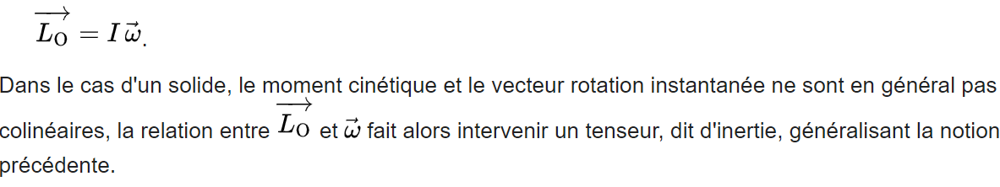 $\overrightarrow{L_{\mathrm{O}}} = I\vec{\omega}$.
Dans le cas d'un solide, le moment cinétique et le vecteur rotation instantanée ne sont en général pas
colinéaires, la relation entre $\overrightarrow{L_{\mathrm{O}}}$ et $\vec{\omega}$ fait alors intervenir un tenseur, dit d'inertie, généralisant la notion
précédente.